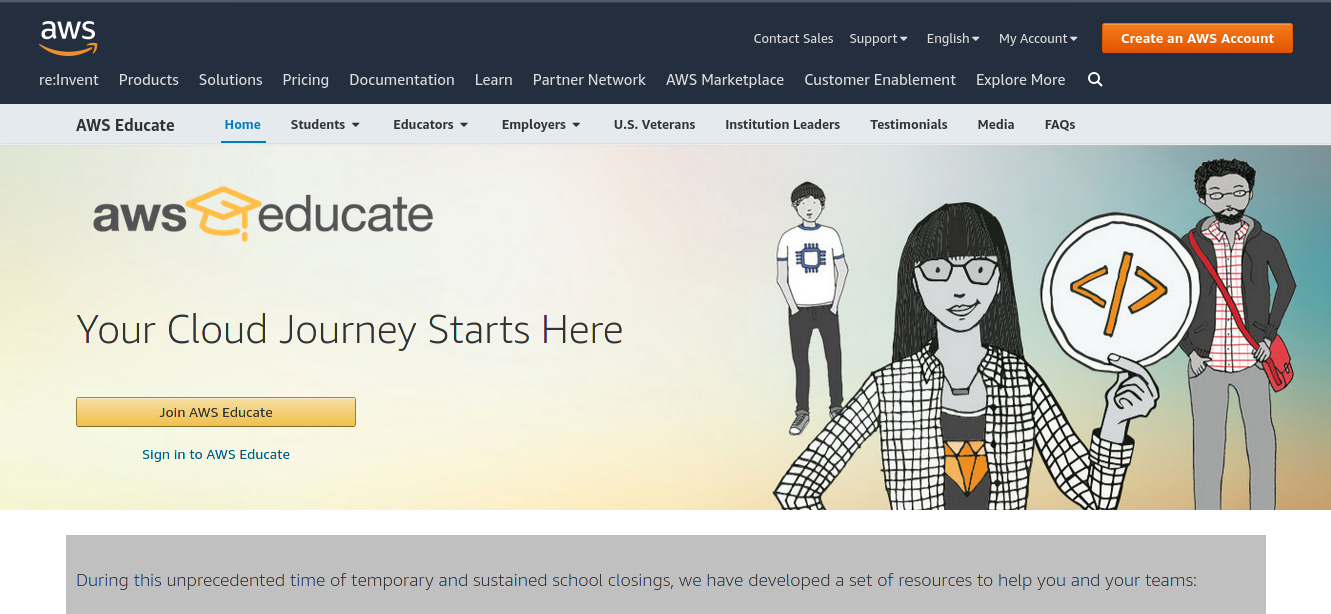 aws
Contact Sales Support English My Account Create an AWS Account
re:Invent Products Solutions Pricing Documentation Learn Partner Network AWS Marketplace Customer Enablement Explore More
AWS Educate Home Students Educators Employers U.S. Veterans Institution Leaders Testimonials Media FAQs
aws educate
</>
Your Cloud Journey Starts Here
Join AWS Educate
Sign in to AWS Educate
During this unprecedented time of temporary and sustained school closings, we have developed a set of resources to help you and your teams: